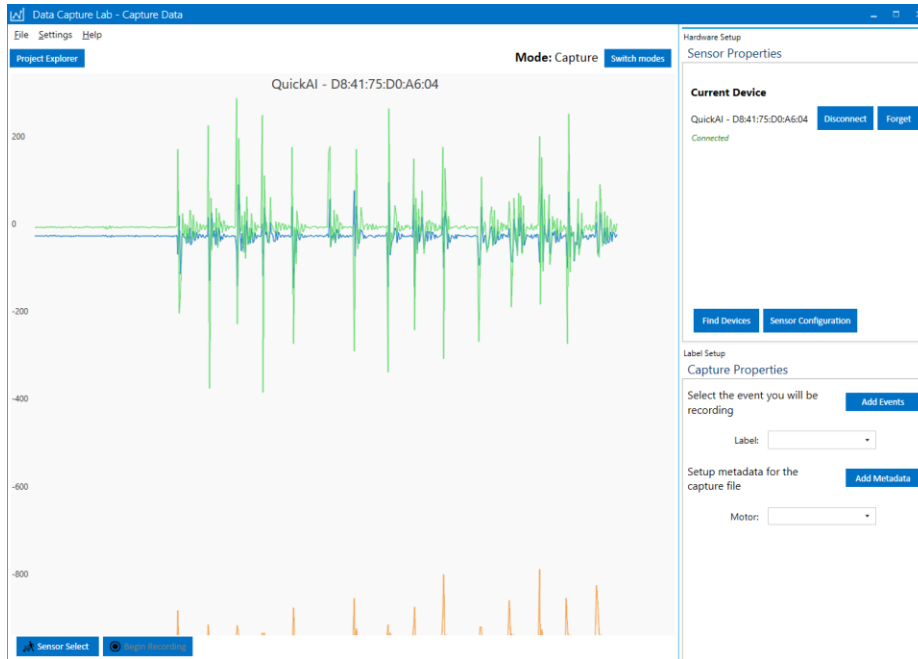 Data Capture Lab - Capture Data
File Settings Help
Project Explorer
Mode: Capture
Switch modes
QuickAI - D8:41:75:D0:A6:04
200
0
-200
-400
-600
-800
Sensor Select
Begin Recording
Hardware Setup
Sensor Properties
Current Device
QuickAI - D8:41:75:D0:A6:04
Disconnect
Forget
Connected
Find Devices
Sensor Configuration
Label Setup
Capture Properties
Select the event you will be
recording
Add Events
Label:
Setup metadata for the
capture file
Add Metadata
Motor: